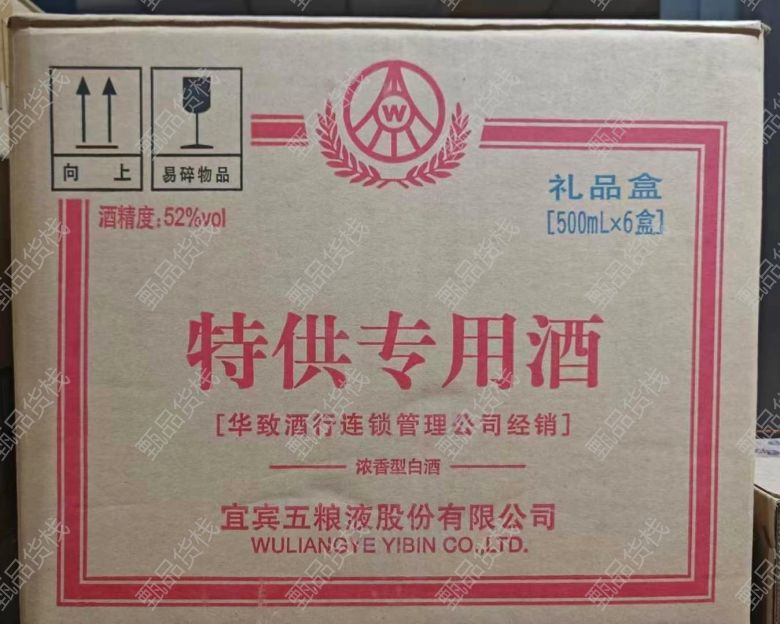 W
向 上
易碎物品
酒精度:52%vol
礼品盒
[500mL×6盒]
特供专用酒
[华致酒行连锁管理公司经销]
浓香型白酒
宜宾五粮液股份有限公司
WULIANGYE YIBIN CO.,LTD.
甄品货栈